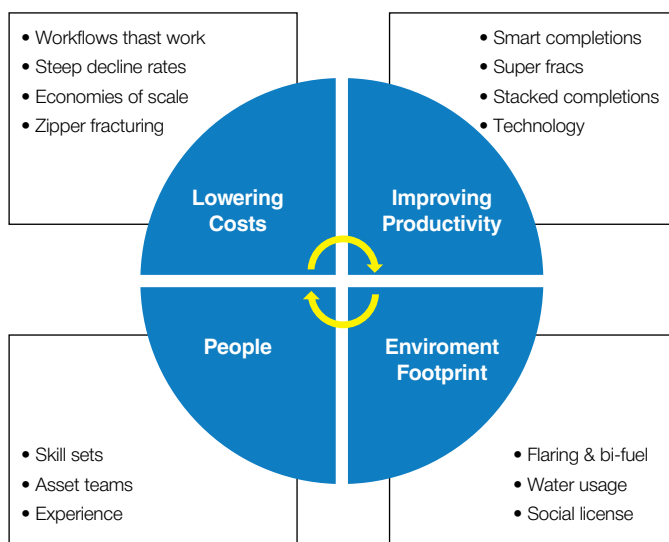 • Workflows thast work
• Steep decline rates
• Economies of scale
• Zipper fracturing
• Smart completions
• Super fracs
• Stacked completions
• Technology
Lowering
Costs
Improving
Productivity
People
Enviroment
Footprint
• Skill sets
• Asset teams
• Experience
• Flaring & bi-fuel
• Water usage
• Social license